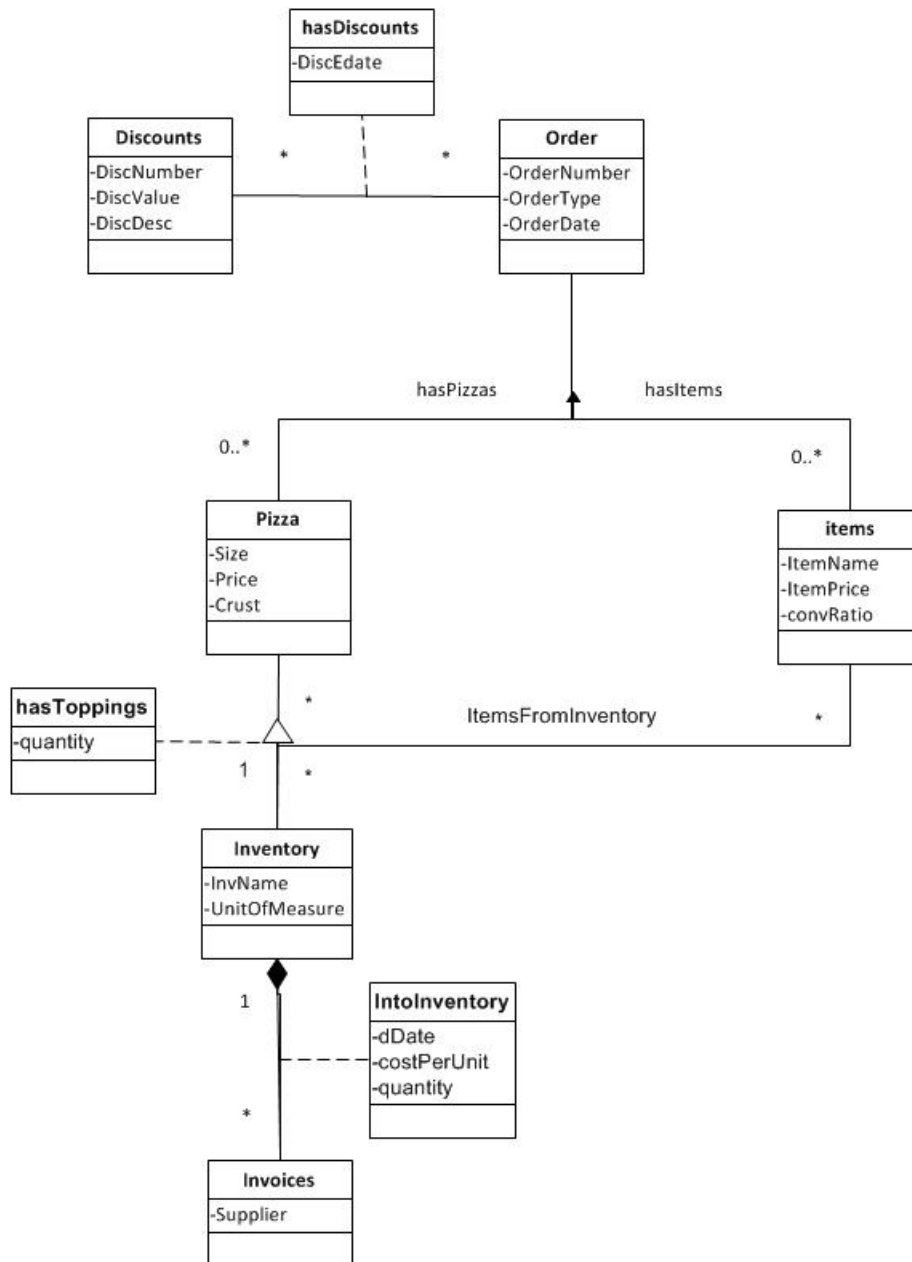 hasDiscounts
-DiscEdate
Discounts
-DiscNumber
-DiscValue
-DiscDesc
*
*
Order
-OrderNumber
-OrderType
-OrderDate
hasPizzas
hasItems
0..*
0..*
Pizza
-Size
-Price
-Crust
items
-ItemName
-ItemPrice
-convRatio
hasToppings
-quantity
*
ItemsFromInventory
*
1
*
Inventory
-InvName
-UnitOfMeasure
1
IntoInventory
-dDate
-costPerUnit
-quantity
*
Invoices
-Supplier